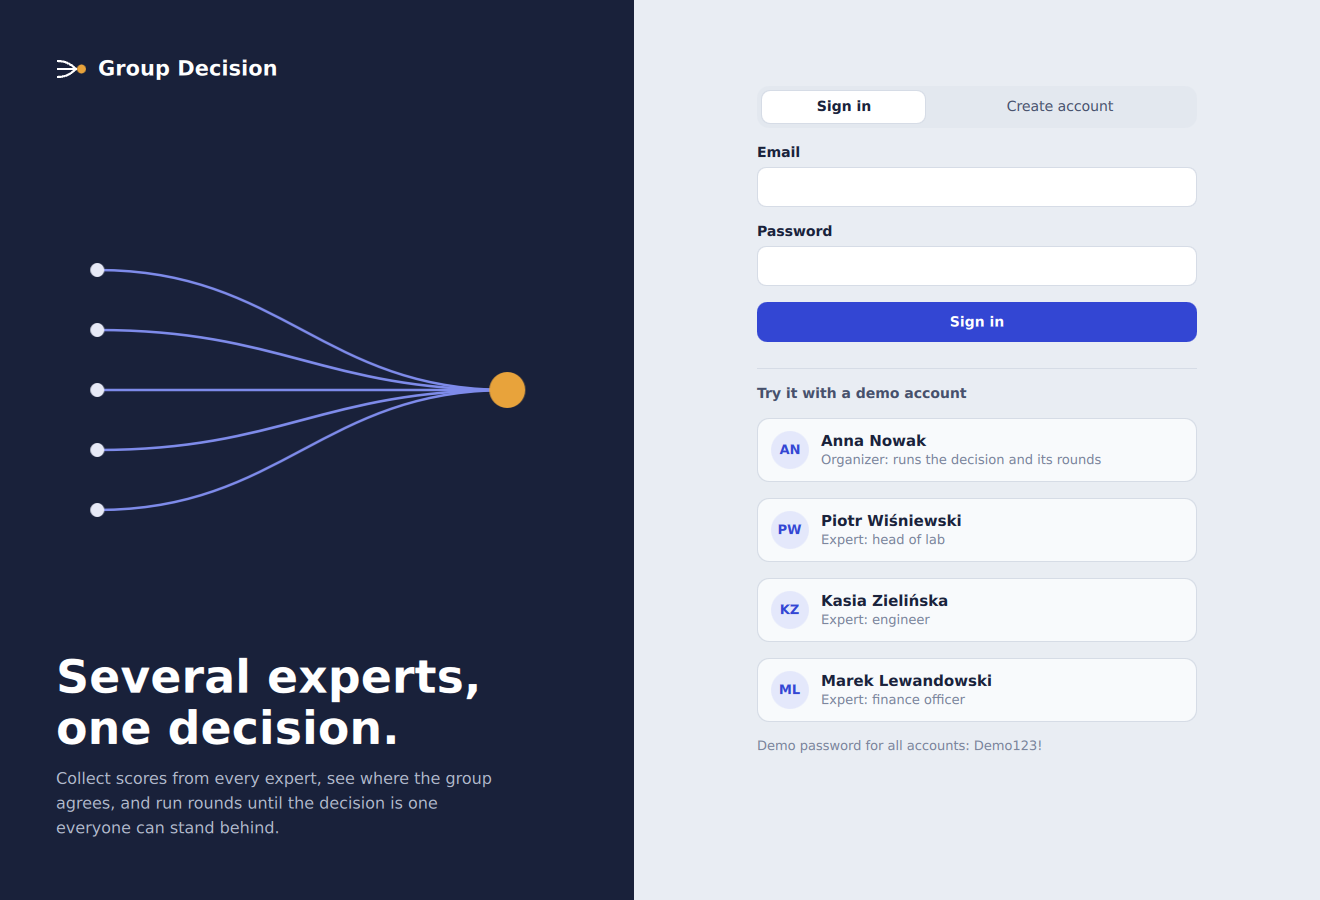 Group Decision
Several experts,
one decision.
Collect scores from every expert, see where the group
agrees, and run rounds until the decision is one
everyone can stand behind.
Sign in
Create account
Email
Password
Sign in
Try it with a demo account
AN
Anna Nowak
Organizer: runs the decision and its rounds
PW
Piotr Wiśniewski
Expert: head of lab
KZ
Kasia Zielińska
Expert: engineer
ML
Marek Lewandowski
Expert: finance officer
Demo password for all accounts: Demo123!